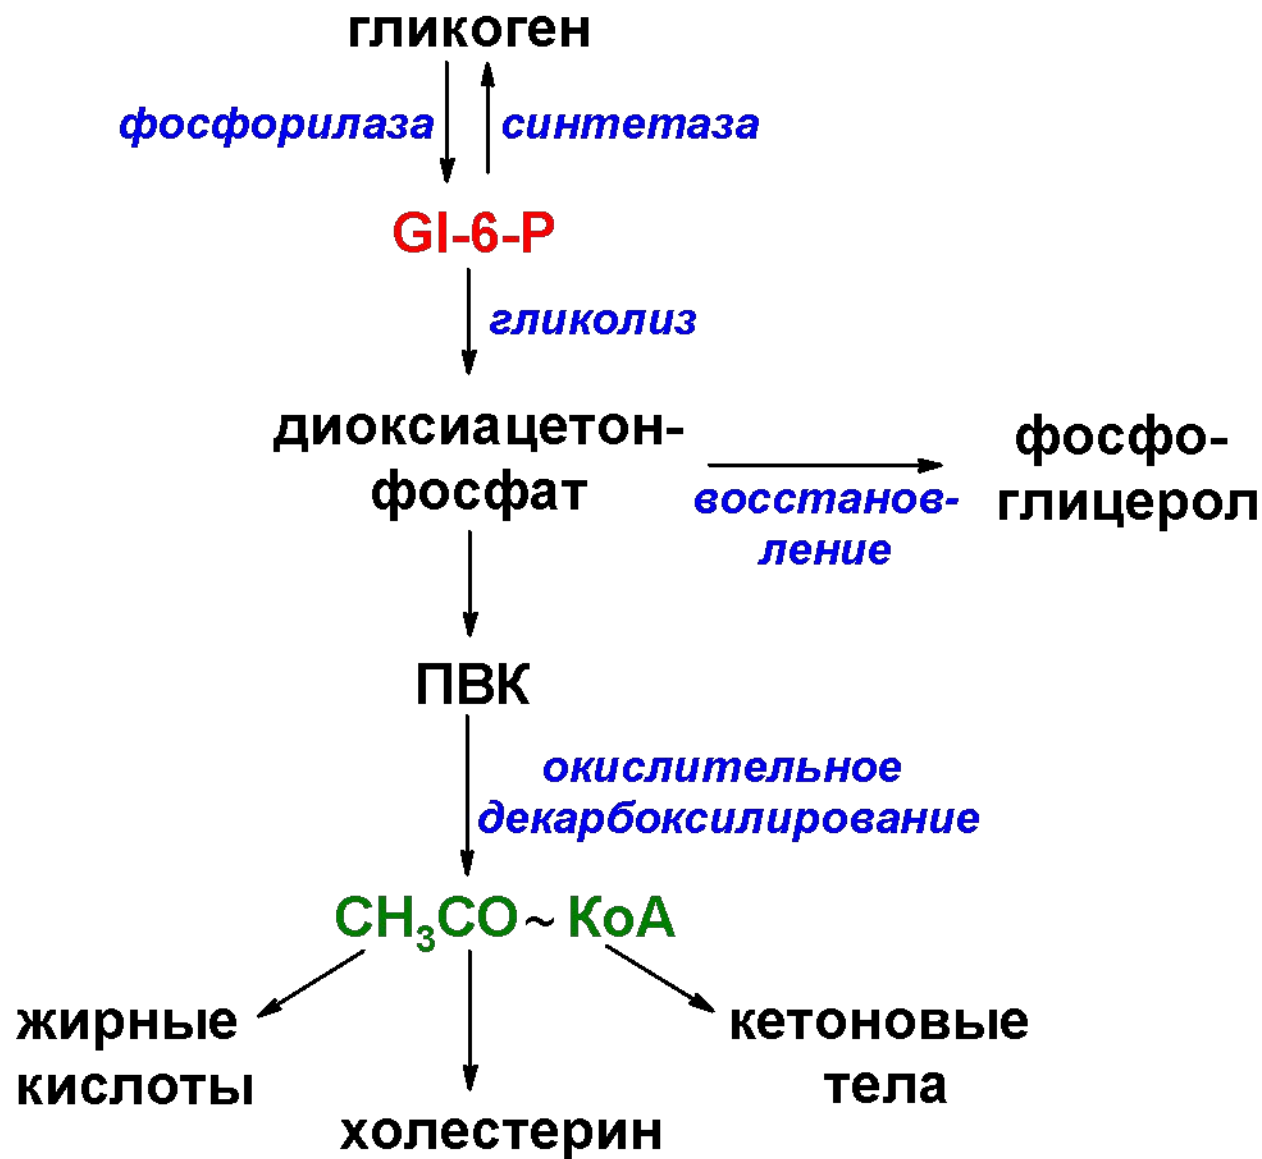 гликоген
фосфорилаза
синтетаза
Gl-6-P
гликолиз
диоксиацетон-
фосфат
восстанов-
ление
фосфо-
глицерол
ПВК
окислительное
декарбоксилирование
CH₃CO ~ КоА
жирные
кислоты
холестерин
кетоновые
тела